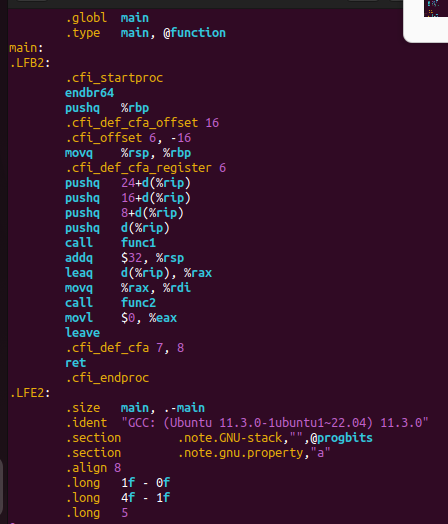 .globl main
.type main, @function
main:
.LFB2:
.cfi_startproc
endbr64
pushq %rbp
.cfi_def_cfa_offset 16
.cfi_offset 6, -16
movq %rsp, %rbp
.cfi_def_cfa_register 6
pushq 24+d(%rip)
pushq 16+d(%rip)
pushq 8+d(%rip)
pushq d(%rip)
call func1
addq $32, %rsp
leaq d(%rip), %rax
movq %rax, %rdi
call func2
movl $0, %eax
leave
.cfi_def_cfa 7, 8
ret
.cfi_endproc
.LFE2:
.size main, .-main
.ident "GCC: (Ubuntu 11.3.0-1ubuntu1~22.04) 11.3.0"
.section .note.GNU-stack,"",@progbits
.section .note.gnu.property,"a"
.align 8
.long 1f - 0f
.long 4f - 1f
.long 5